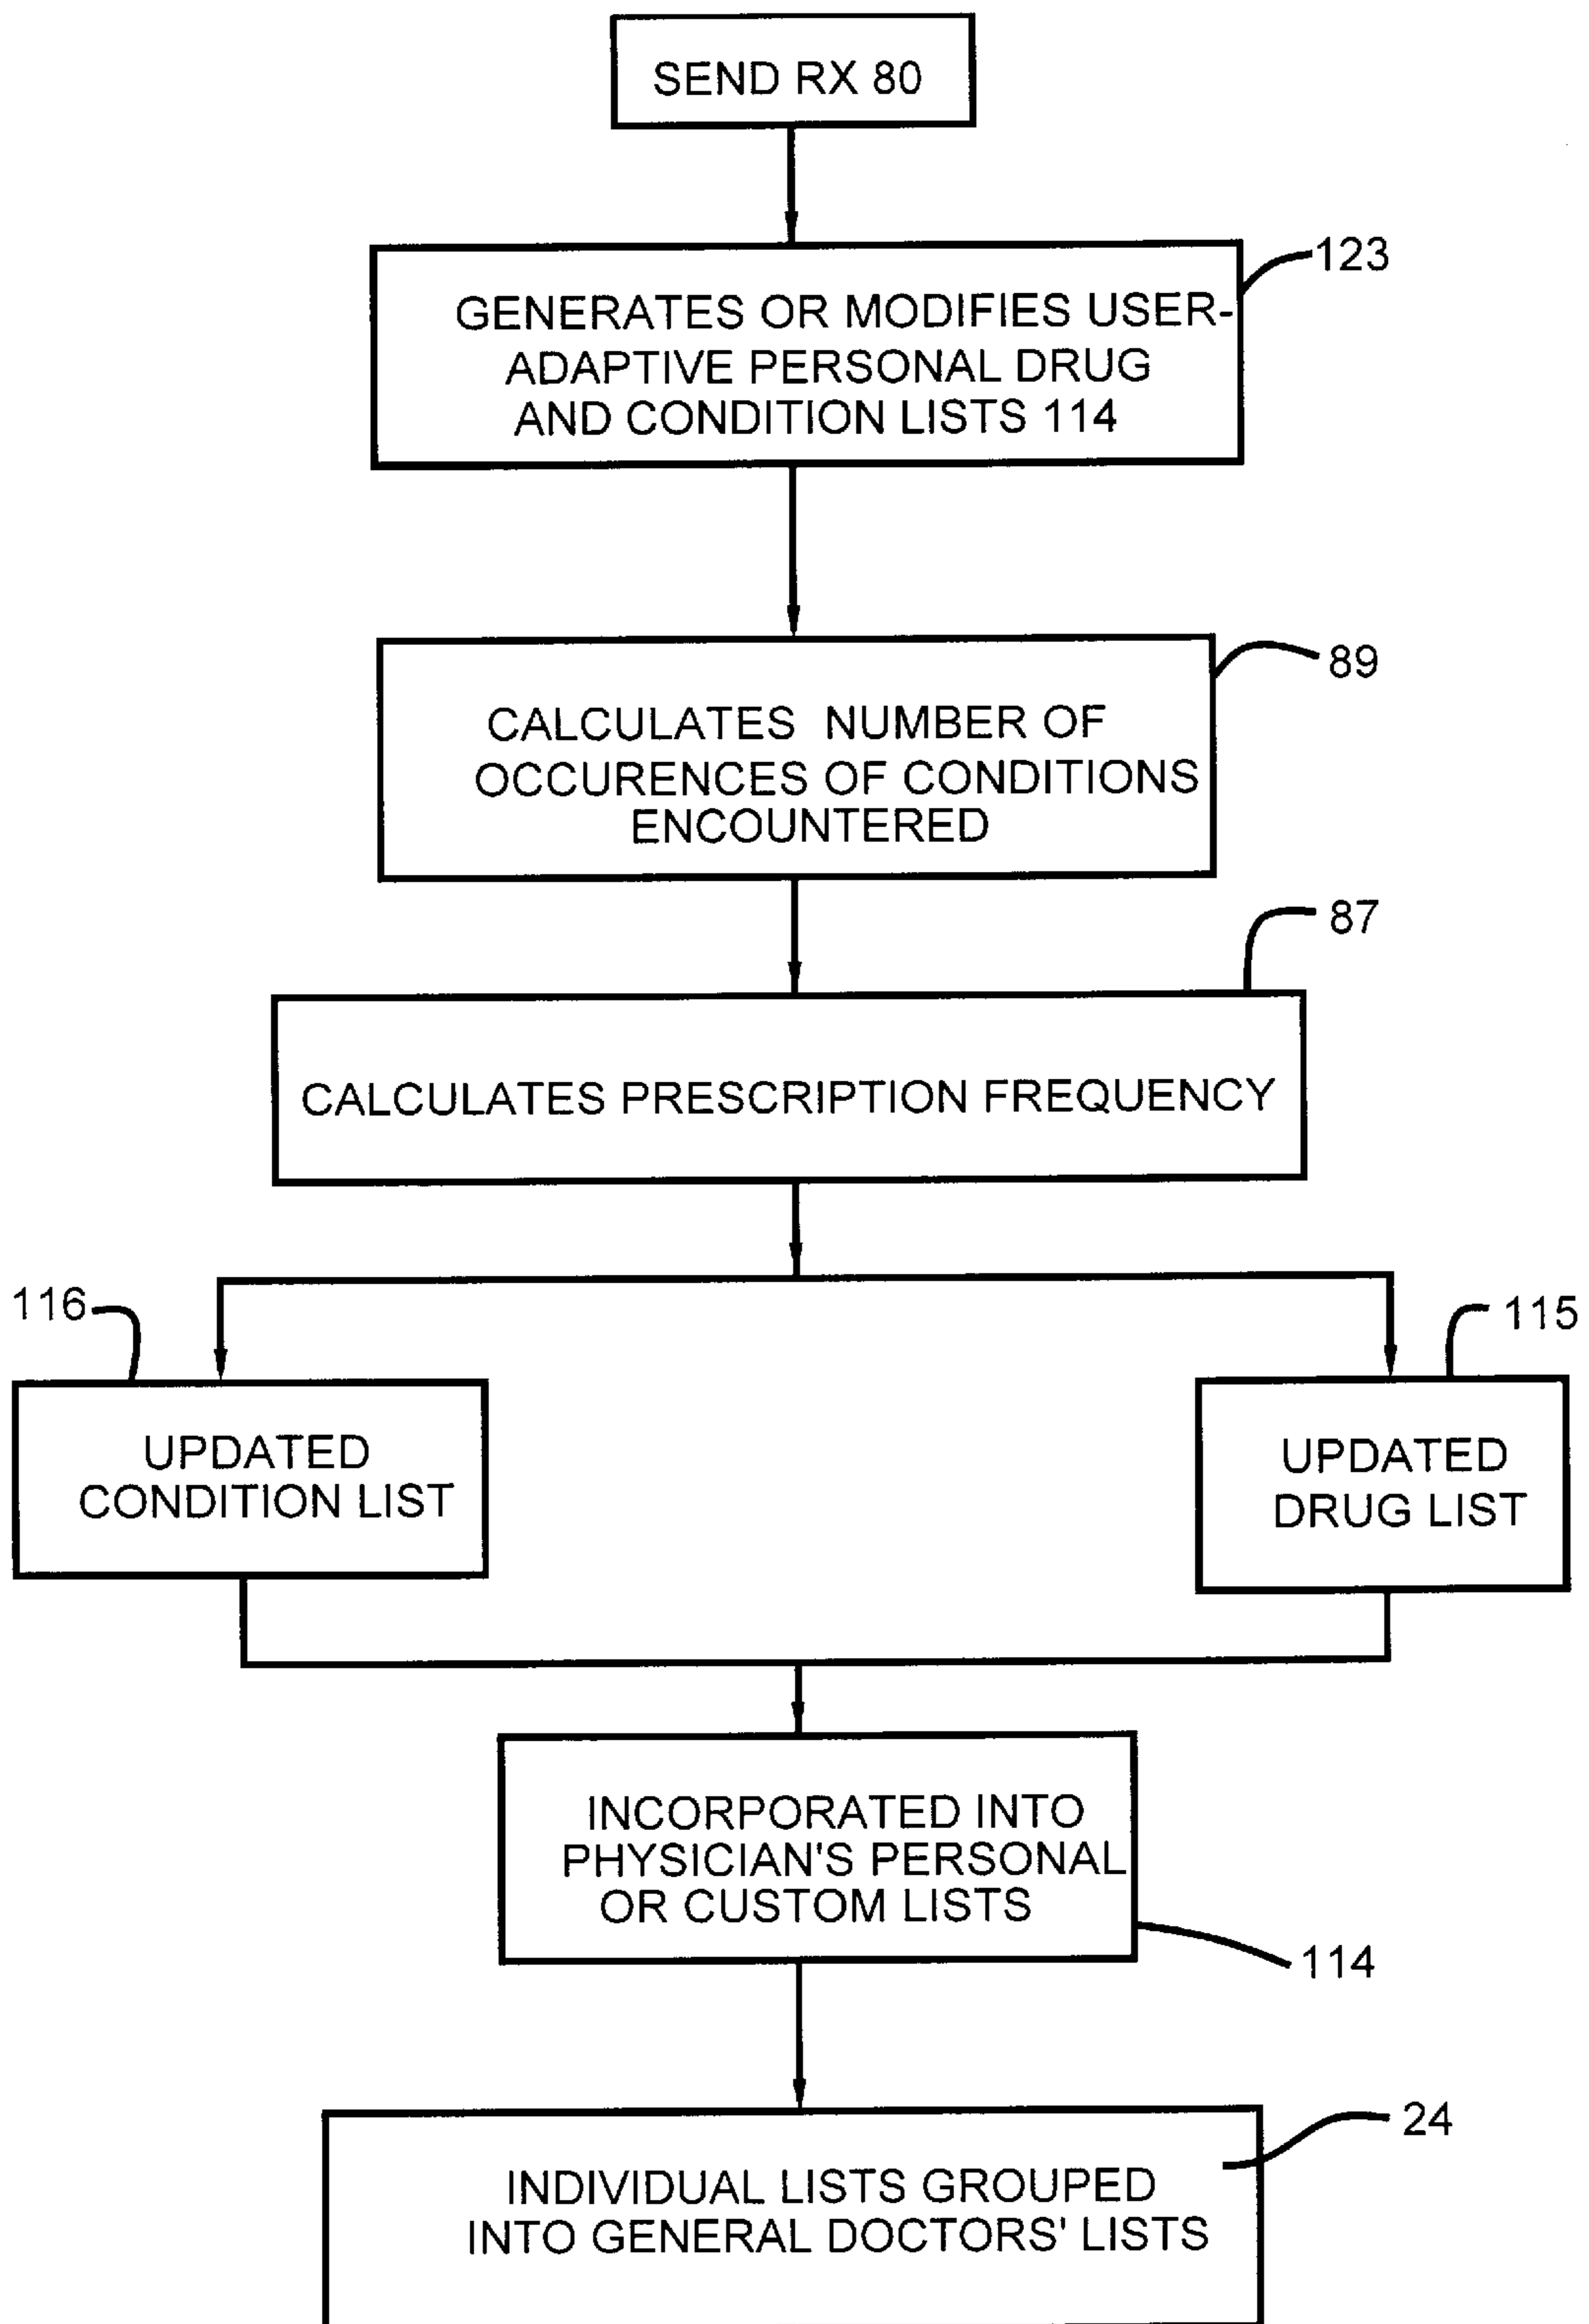 SEND RX 80
123
GENERATES OR MODIFIES USER-
ADAPTIVE PERSONAL DRUG
AND CONDITION LISTS 114
89
CALCULATES NUMBER OF
OCCURENCES OF CONDITIONS
ENCOUNTERED
87
CALCULATES PRESCRIPTION FREQUENCY
116
115
UPDATED
CONDITION LIST
UPDATED
DRUG LIST
INCORPORATED INTO
PHYSICIAN'S PERSONAL
OR CUSTOM LISTS
114
24
INDIVIDUAL LISTS GROUPED
INTO GENERAL DOCTORS' LISTS